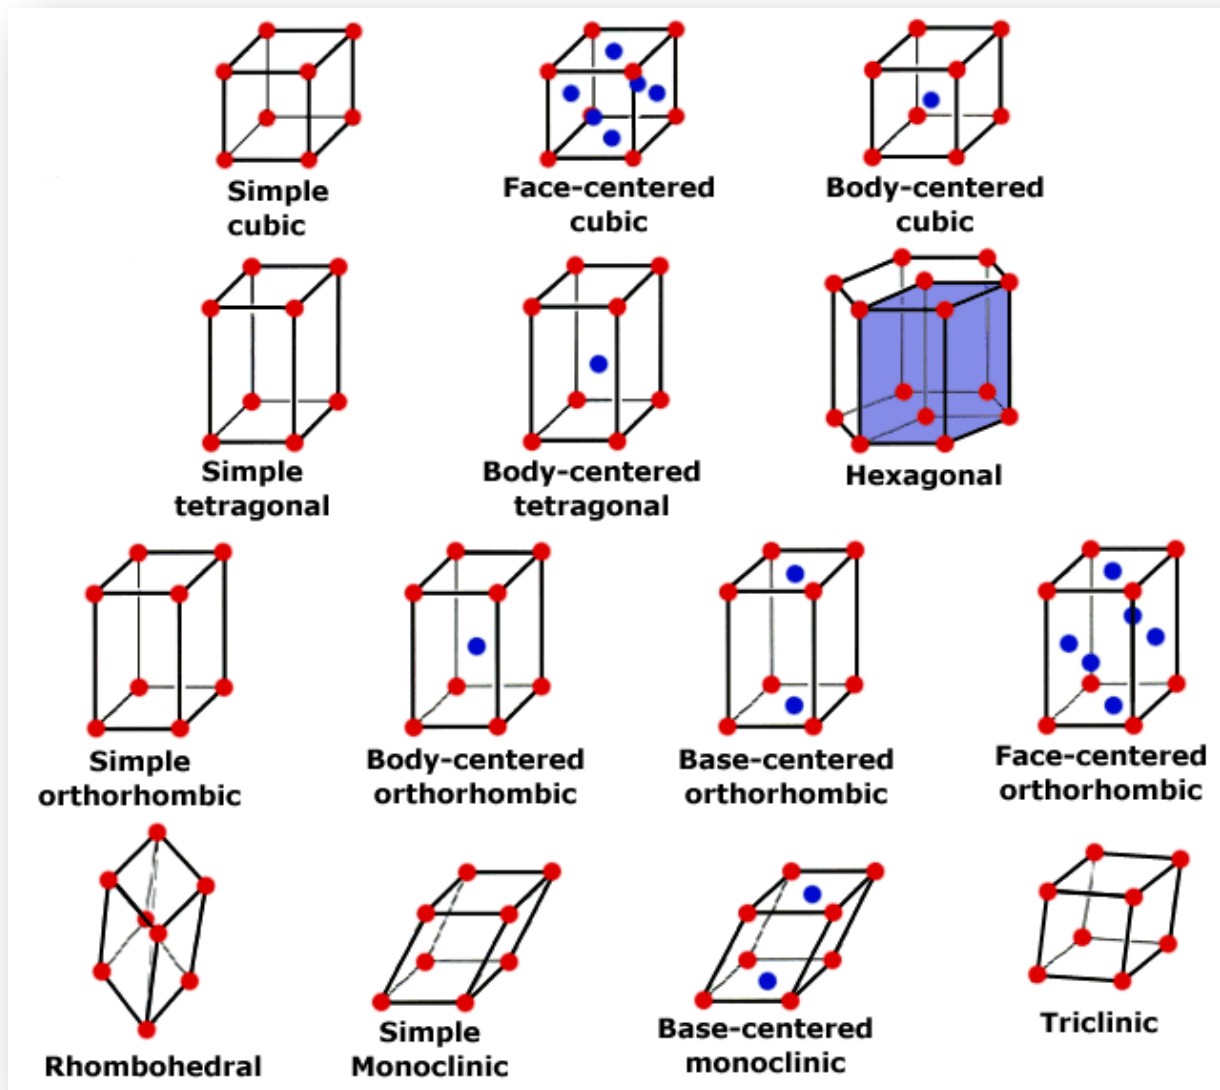 Simple
cubic
Face-centered
cubic
Body-centered
cubic
Simple
tetragonal
Body-centered
tetragonal
Hexagonal
Simple
orthorhombic
Body-centered
orthorhombic
Base-centered
orthorhombic
Face-centered
orthorhombic
Rhombohedral
Simple
Monoclinic
Base-centered
monoclinic
Triclinic